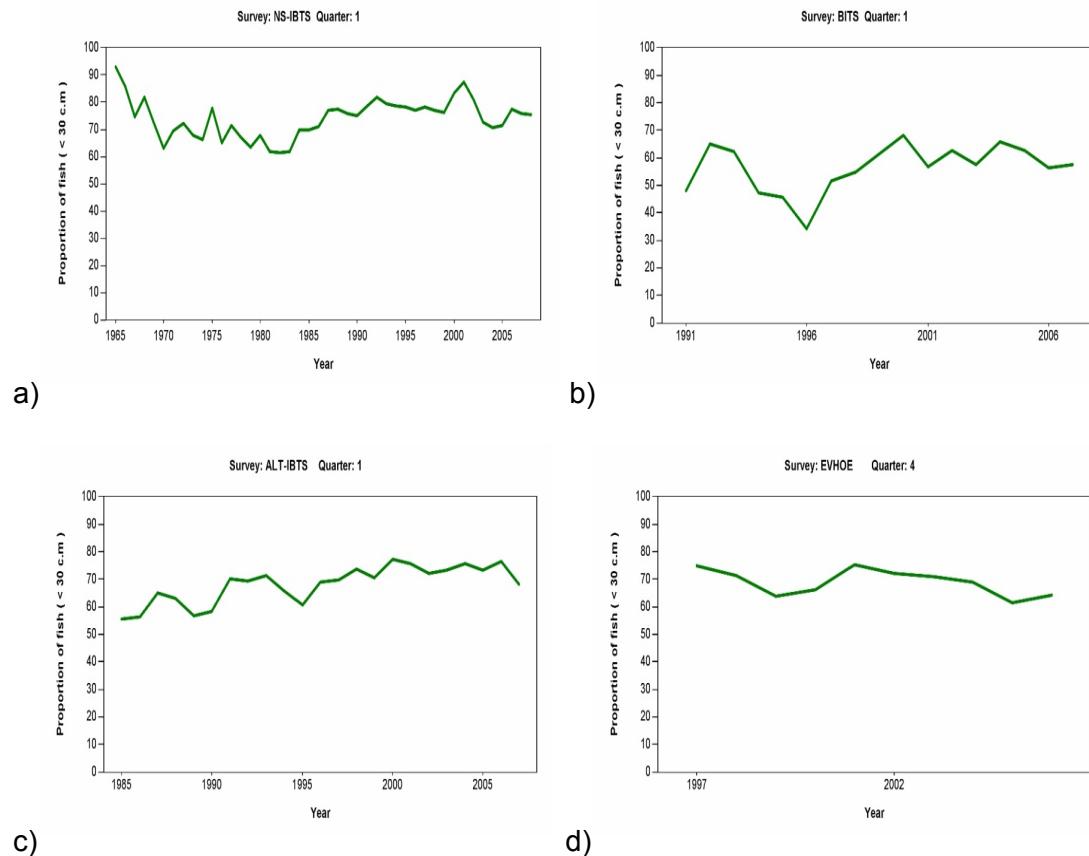 Survey: NS-IBTS Quarter: 1
Proportion of fish ( < 30 c.m )
100
90
80
70
60
50
40
30
20
10
0
1965 1970 1975 1980 1985 1990 1995 2000 2005
Year
a)
Survey: BITS Quarter: 1
Proportion of fish ( < 30 c.m )
100
90
80
70
60
50
40
30
20
10
0
1991 1996 2001 2006
Year
b)
Survey: ALT-IBTS Quarter: 1
Proportion of fish ( < 30 c.m )
100
90
80
70
60
50
40
30
20
10
0
1985 1990 1995 2000 2005
Year
c)
Survey: EVHOE Quarter: 4
Proportion of fish ( < 30 c.m )
100
90
80
70
60
50
40
30
20
10
0
1997 2002
Year
d)